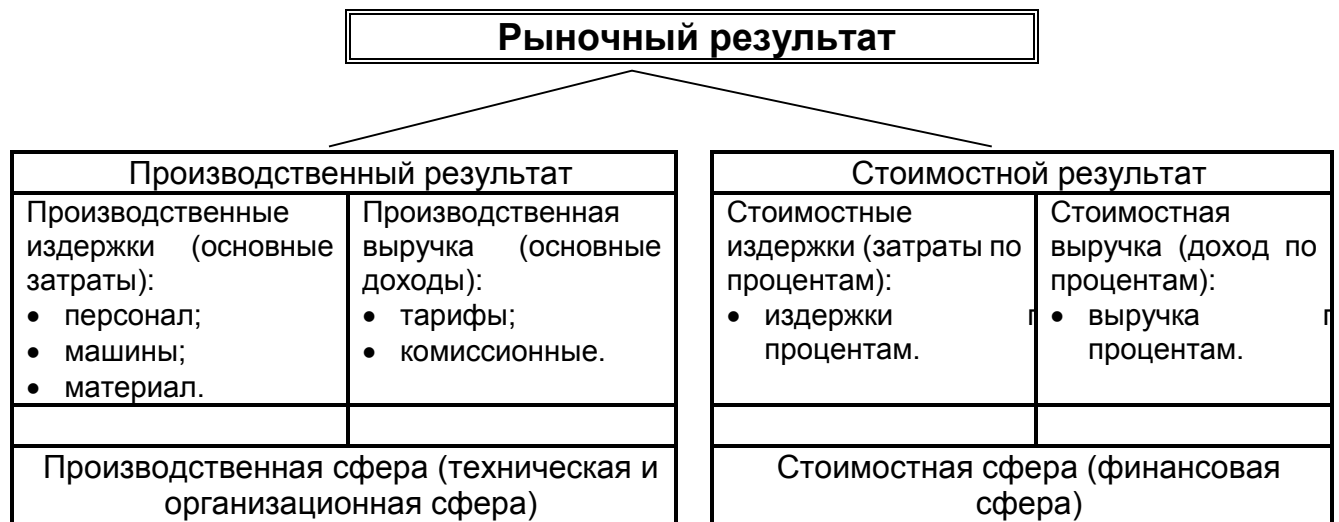 Рыночный результат
Производственный результат
Производственные
издержки (основные
затраты):
• персонал;
• машины;
• материал.
Производственная
выручка (основные
доходы):
• тарифы;
• комиссионные.
Производственная сфера (техническая и
организационная сфера)
Стоимостной результат
Стоимостные
издержки (затраты по
процентам):
• издержки
процентам.
Стоимостная
выручка (доход по
процентам):
• выручка
процентам.
Стоимостная сфера (финансовая
сфера)